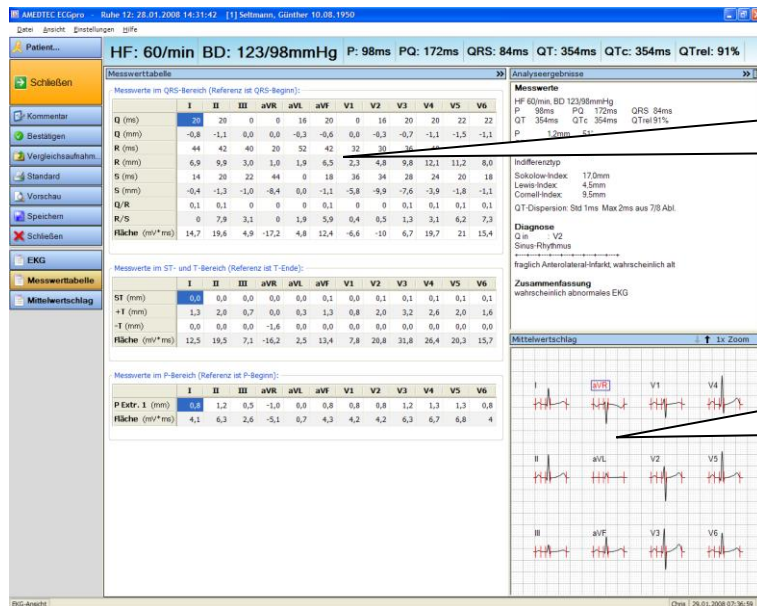 AMEDTEC ECGpro - Ruhe 12: 28.01.2008 14:31:42 [1] Seltmann, Günther 10.08.1950
Datei Ansicht Einstellungen Hilfe
Patient...
HF: 60/min BD: 123/98mmHg P: 98ms PQ: 172ms QRS: 84ms QT: 354ms QTc: 354ms QTrel: 91%
Schließen
Kommentar
Bestätigen
Vergleichsaufnahm.
Standard
Vorschau
Speichern
Schließen
EKG
Messwerttabelle
Mittelwertschlag
Messwerttabelle
Messwerte im QRS-Bereich (Referenz ist QRS-Beginn):
I II III aVR aVL aVF V1 V2 V3 V4 V5 V6
Q (ms) 20 20 0 0 16 20 0 16 20 20 22 22
Q (mm) -0,8 -1,1 0,0 0,0 -0,3 -0,6 0,0 -0,3 -0,7 -1,1 -1,5 -1,1
R (ms) 44 42 40 20 52 42 32 30 36
R (mm) 6,9 9,9 3,0 1,0 1,9 6,5 2,3 4,8 9,8 12,1 11,2 8,0
S (ms) 14 20 22 44 0 18 36 34 28 24 20 18
S (mm) -0,4 -1,3 -1,0 -8,4 0,0 -1,1 -5,8 -9,9 -7,6 -3,9 -1,8 -1,1
Q/R 0,1 0,1 0 0 0 0,1 0 0 0,1 0,1 0,1 0,1
R/S 0 7,9 3,1 0 1,9 5,9 0,4 0,5 1,3 3,1 6,2 7,3
Fläche (mV*ms) 14,7 19,6 4,9 -17,2 4,8 12,4 -6,6 -10 6,7 19,7 21 15,4
Messwerte im ST- und T-Bereich (Referenz ist T-Ende):
I II III aVR aVL aVF V1 V2 V3 V4 V5 V6
ST (mm) 0,0 0,0 0,0 0,0 0,0 0,1 0,0 0,1 0,1 0,1 0,1 0,1
+T (mm) 1,3 2,0 0,7 0,0 0,3 1,3 0,8 2,0 3,2 2,6 2,0 1,6
-T (mm) 0,0 0,0 0,0 -1,6 0,0 0,0 0,0 0,0 0,0 0,0 0,0 0,0
Fläche (mV*ms) 12,5 19,5 7,1 -16,2 2,5 13,4 7,8 20,8 31,8 26,4 20,3 15,7
Messwerte im P-Bereich (Referenz ist P-Beginn):
I II III aVR aVL aVF V1 V2 V3 V4 V5 V6
P Extr. 1 (mm) 0,8 1,2 0,5 -1,0 0,0 0,8 0,8 0,8 1,2 1,3 1,3 0,8
Fläche (mV*ms) 4,1 6,3 2,6 -5,1 0,7 4,3 4,2 4,2 6,3 6,7 6,8 4
Analyseergebnisse
Messwerte
HF 60/min, BD 123/98mmHg
P 98ms PQ 172ms QRS 84ms
QT 354ms QTc 354ms QTrel 91%
P 1,2mm 51°
Indifferenztyp
Sokolow-Index: 17,0mm
Lewis-Index: 4,5mm
Cornell-Index: 9,5mm
QT-Dispersion: Std 1ms Max 2ms aus 7/8 Abl.
Diagnose
Q in : V2
Sinus-Rhythmus
fraglich Anterolateral-Infarkt, wahrscheinlich alt
Zusammenfassung
wahrscheinlich abnormales EKG
Mittelwertschlag 1x Zoom
I aVR V1 V4
II aVL V2 V5
III aVF V3 V6
EKG-Ansicht Chris 29.01.2008 07:36:59